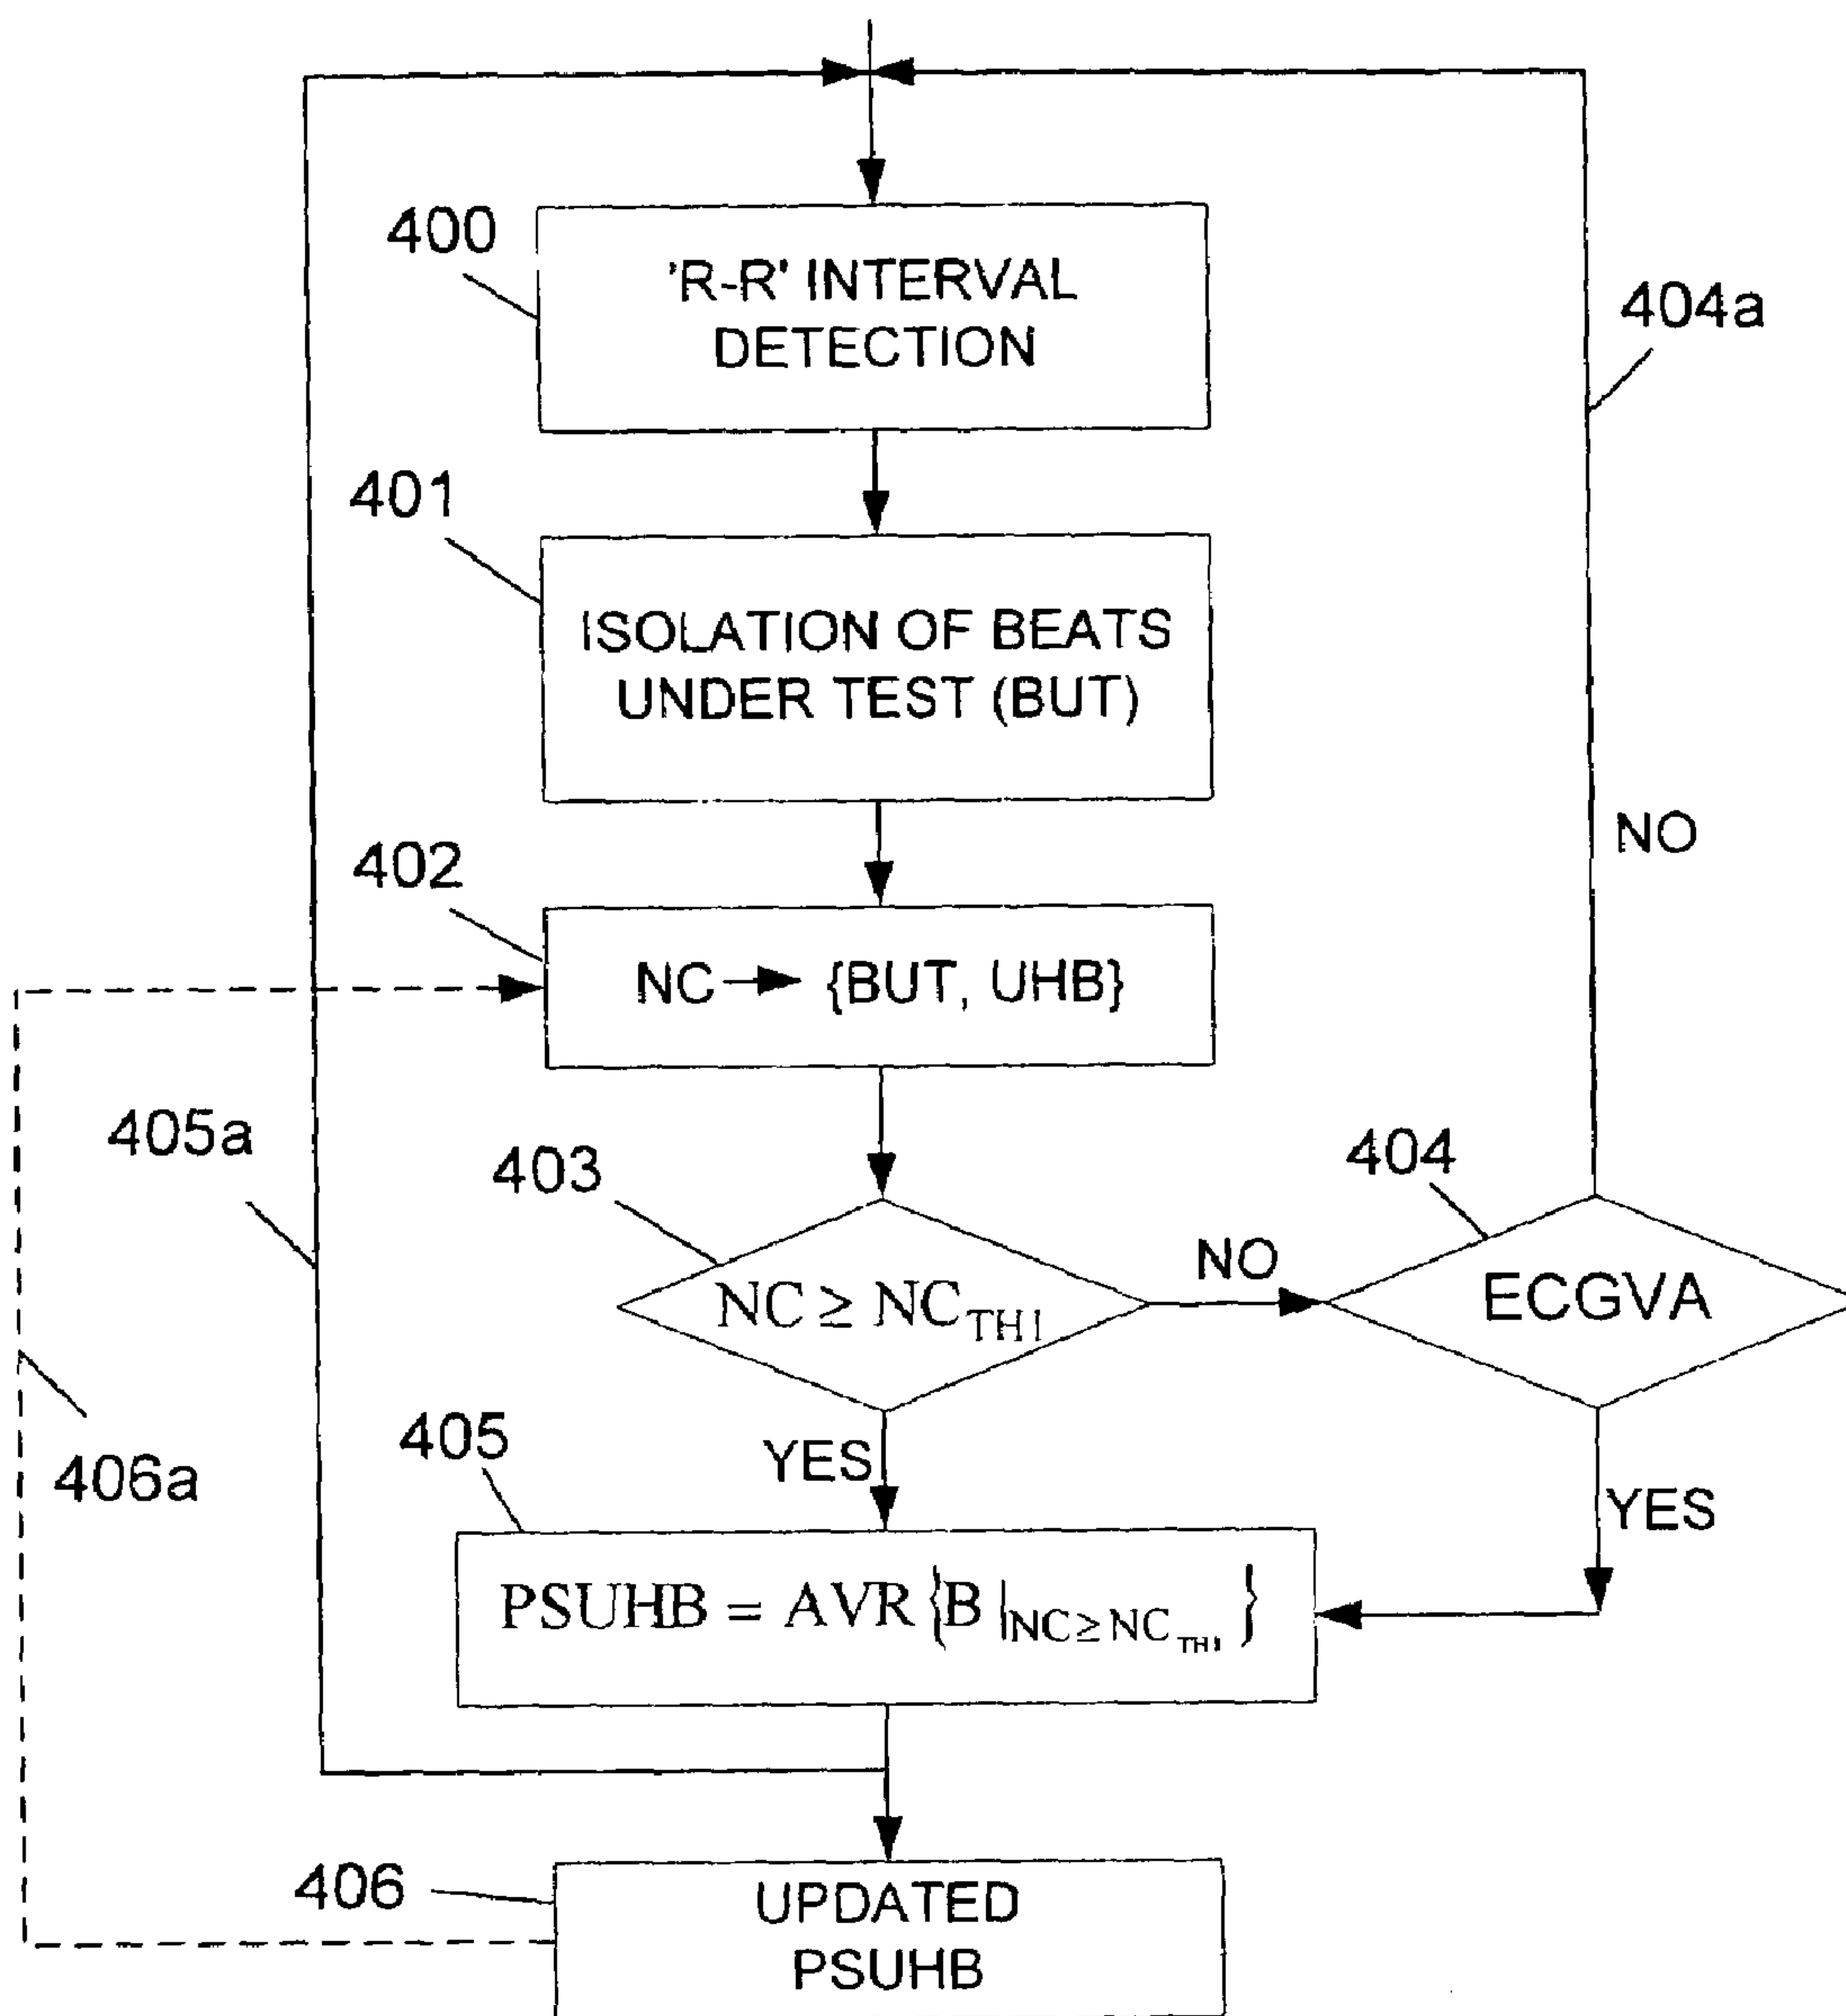 400
'R-R' INTERVAL
DETECTION
404a
401
ISOLATION OF BEATS
UNDER TEST (BUT)
NO
402
NC → {BUT, UHB}
405a
403
404
NC ≥ NC_TH1
NO
ECGVA
406a
405
YES
YES
PSUHB = AVR {B |NC≥NC_TH1 }
406
UPDATED
PSUHB